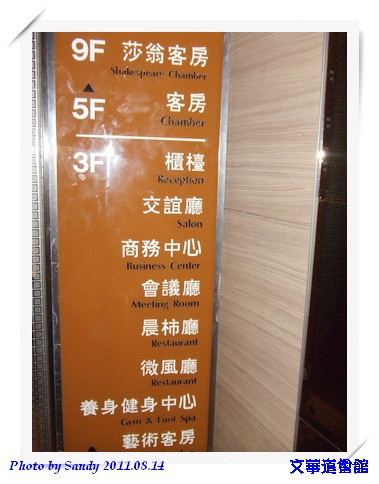 9F 莎翁客房
Shakespeare Chamber
▲
5F 客房
Chamber
3F 櫃檯
Reception
交誼廳
Salon
商務中心
Business Center
會議廳
Meeting Room
晨柿廳
Restaurant
微風廳
Restaurant
養身健身中心
Gym & Foot Spa
藝術客房
Photo by Sandy 2011.08.14
文華道會館